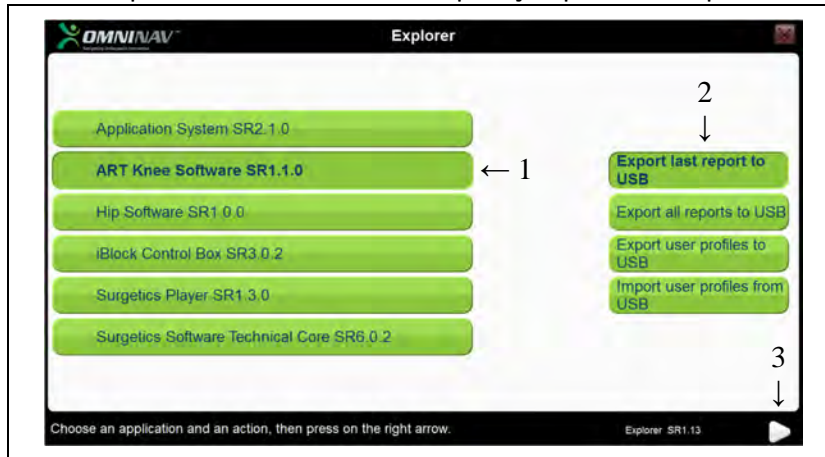 OMNINAV
Explorer
2
↓
Application System SR2.1.0
ART Knee Software SR1.1.0
← 1
Export last report to
USB
Hip Software SR1.0.0
Export all reports to USB
iBlock Control Box SR3.0.2
Export user profiles to
USB
Surgetics Player SR1.3.0
Import user profiles from
USB
Surgetics Software Technical Core SR6.0.2
3
↓
Choose an application and an action, then press on the right arrow.
Explorer SR1.13